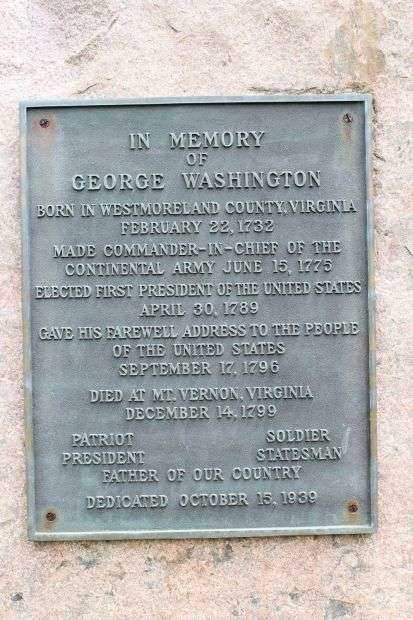 IN MEMORY
OF
GEORGE WASHINGTON
BORN IN WESTMORELAND COUNTY, VIRGINIA
FEBRUARY 22, 1732
MADE COMMANDER-IN-CHIEF OF THE
CONTINENTAL ARMY JUNE 15, 1775
ELECTED FIRST PRESIDENT OF THE UNITED STATES
APRIL 30, 1789
GAVE HIS FAREWELL ADDRESS TO THE PEOPLE
OF THE UNITED STATES
SEPTEMBER 17, 1796
DIED AT MT. VERNON, VIRGINIA
DECEMBER 14, 1799
PATRIOT SOLDIER
PRESIDENT STATESMAN
FATHER OF OUR COUNTRY
DEDICATED OCTOBER 15, 1939